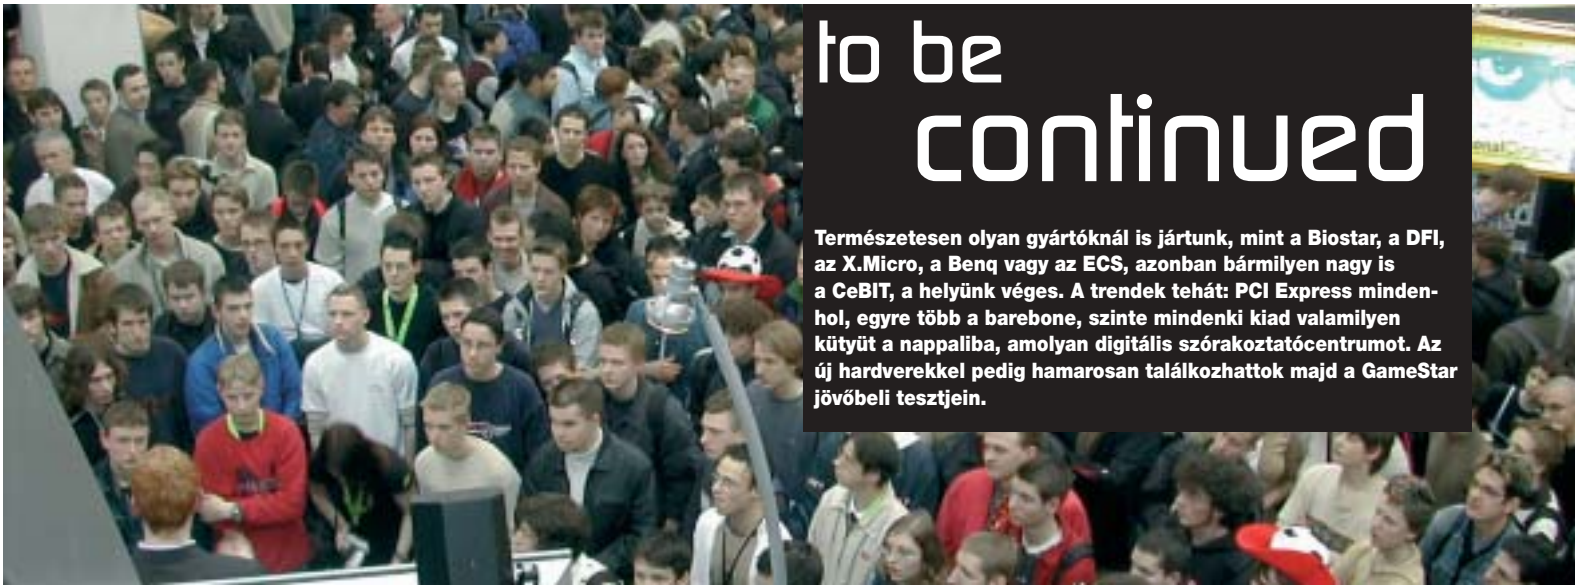 to be
continued
Természetesen olyan gyártóknál is jártunk, mint a Biostar, a DFI,
az X.Micro, a Benq vagy az ECS, azonban bármilyen nagy is
a CeBIT, a helyünk véges. A trendek tehát: PCI Express minden-
hol, egyre több a barebone, szinte mindenki kiad valamilyen
kütyüt a nappaliba, amolyan digitális szórakoztatócentrumot. Az
új hardverekkel pedig hamarosan találkozhattok majd a GameStar
jövőbeli tesztjein.